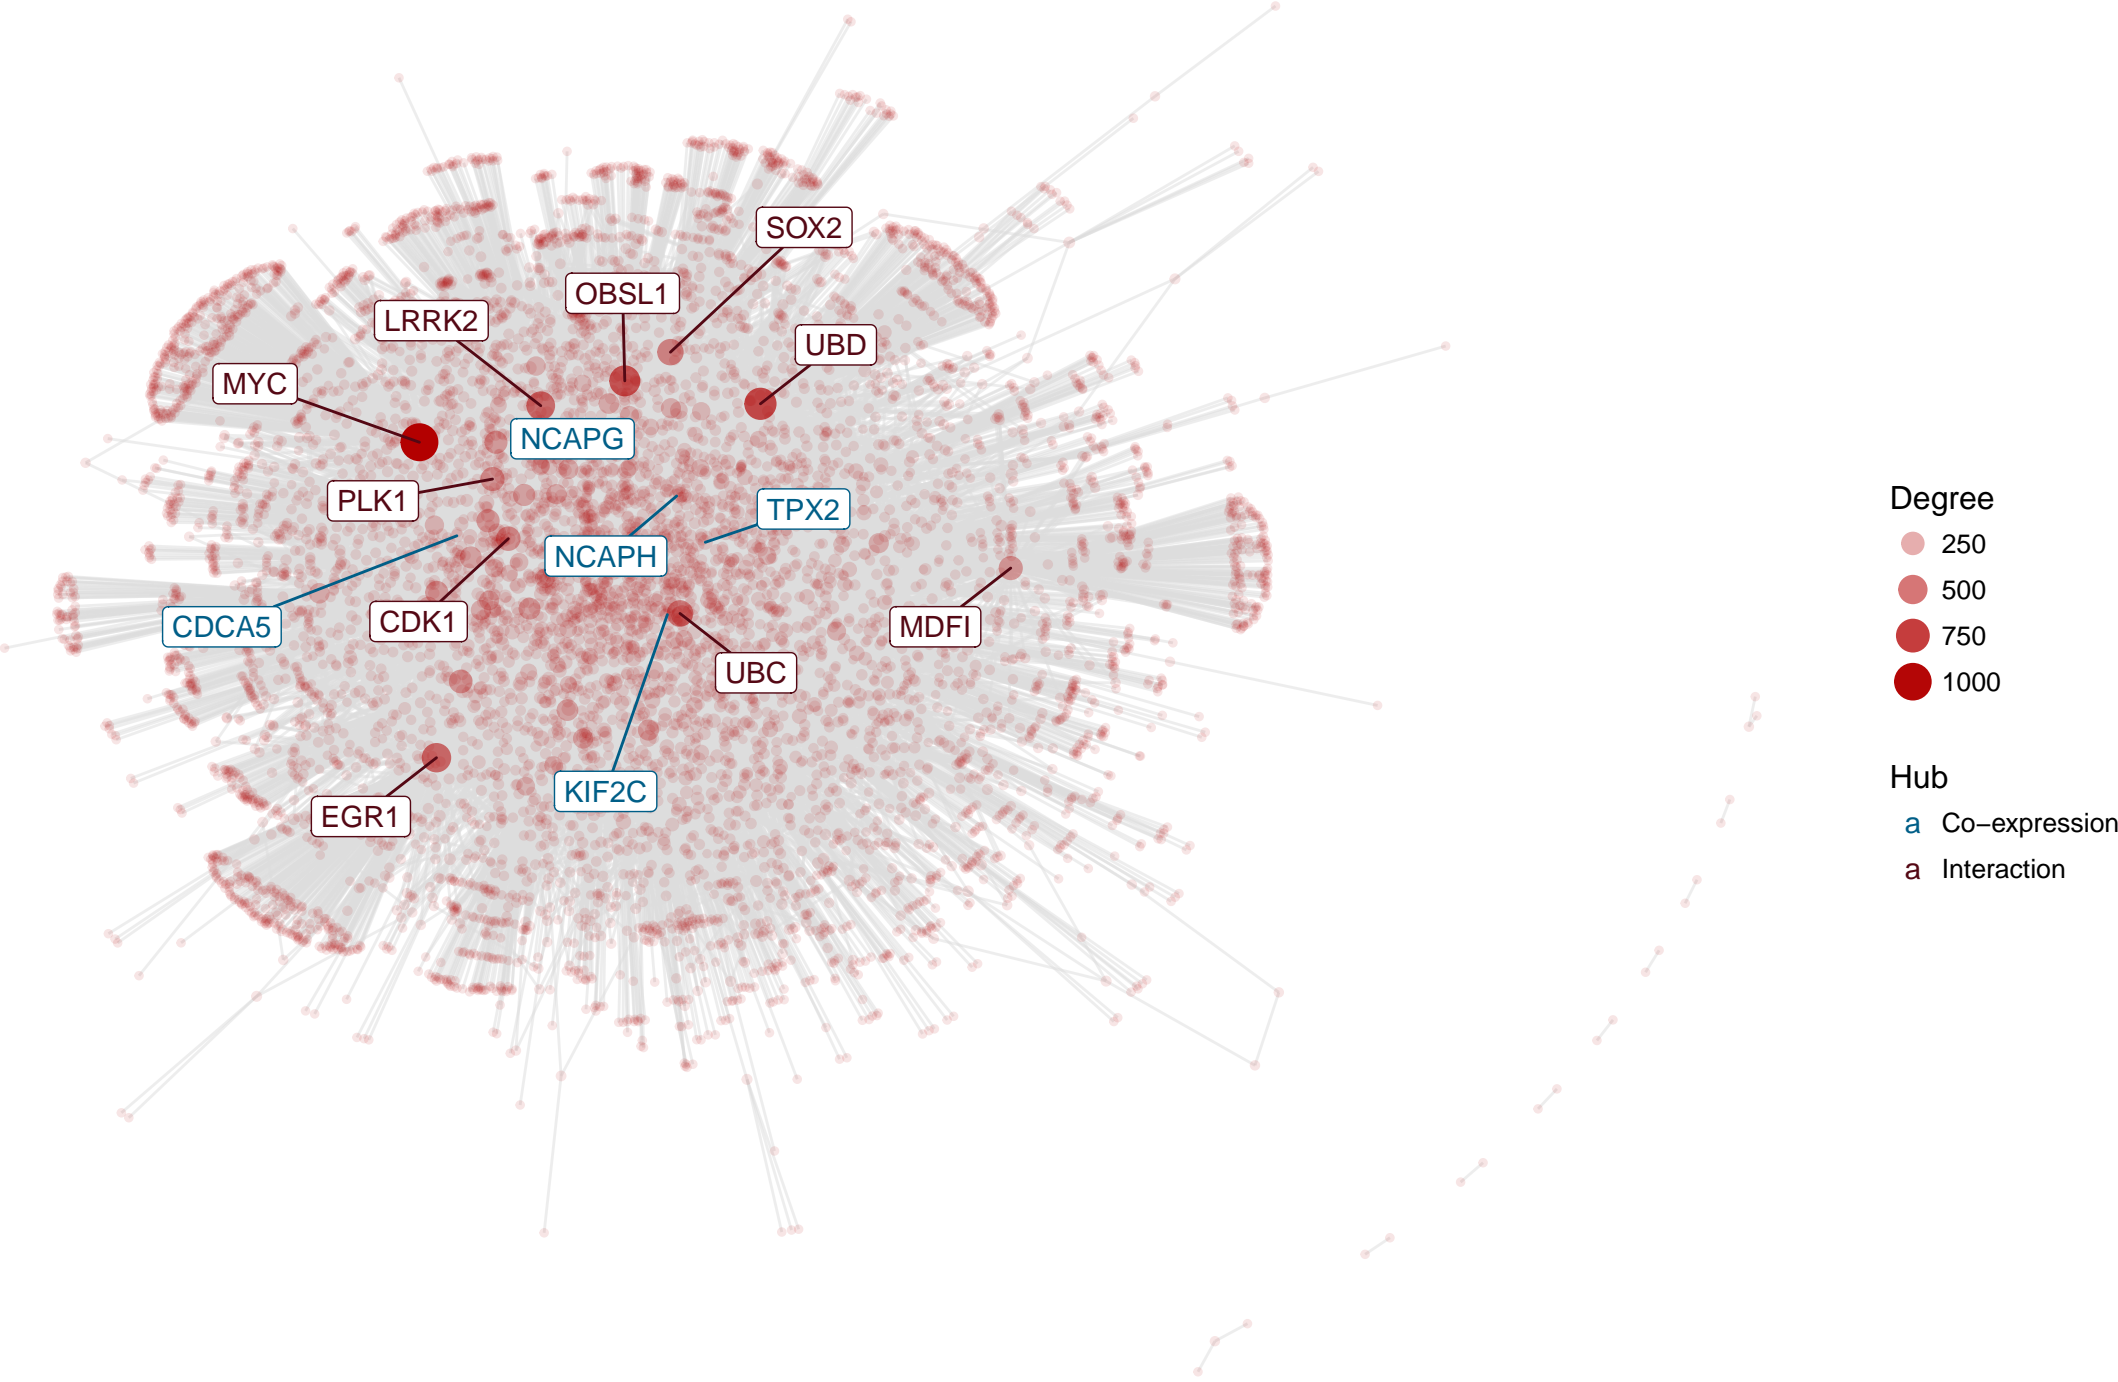 SOX2
OBSL1
LRRK2
UBD
MYC
NCAPG
PLK1
TPX2
NCAPH
CDCA5
CDK1
MDFI
UBC
KIF2C
EGR1
Degree
250
500
750
1000
Hub
a Co−expression
a Interaction